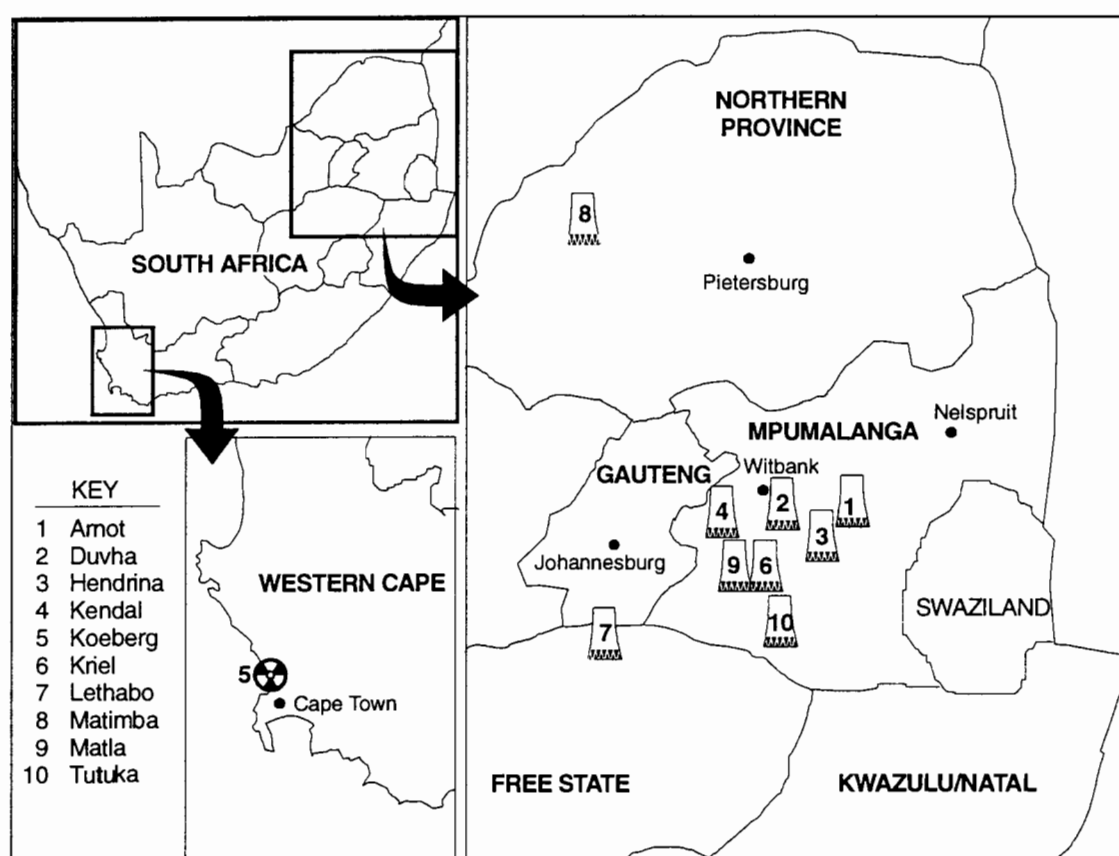 SOUTH AFRICA
KEY
1 Arnot
2 Duvha
3 Hendrina
4 Kendal
5 Koeberg
6 Kriel
7 Lethabo
8 Matimba
9 Matla
10 Tutuka
WESTERN CAPE
5
Cape Town
NORTHERN
PROVINCE
8
Pietersburg
Nelspruit
MPUMALANGA
GAUTENG
Witbank
4
2
1
3
Johannesburg
9
6
SWAZILAND
7
10
FREE STATE
KWAZULU/NATAL